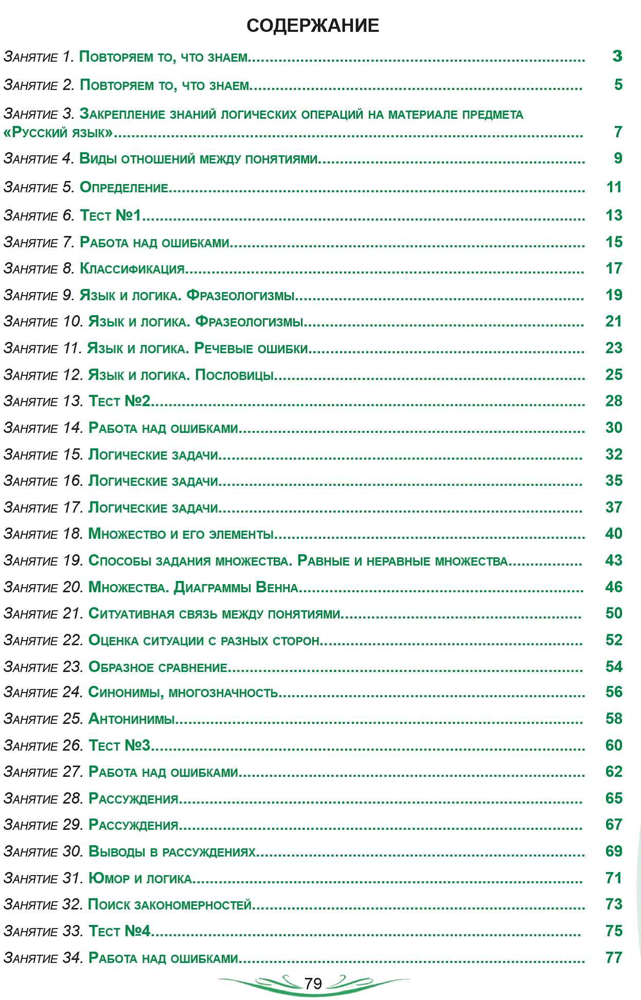 СОДЕРЖАНИЕ
Занятие 1. Повторяем то, что знаем............ 3
Занятие 2. Повторяем то, что знаем............ 5
Занятие 3. Закрепление знаний логических операций на материале предмета
«Русский язык»............ 7
Занятие 4. Виды отношений между понятиями............ 9
Занятие 5. Определение............ 11
Занятие 6. Тест №1............ 13
Занятие 7. Работа над ошибками............ 15
Занятие 8. Классификация............ 17
Занятие 9. Язык и логика. Фразеологизмы............ 19
Занятие 10. Язык и логика. Фразеологизмы............ 21
Занятие 11. Язык и логика. Речевые ошибки............ 23
Занятие 12. Язык и логика. Пословицы............ 25
Занятие 13. Тест №2............ 28
Занятие 14. Работа над ошибками............ 30
Занятие 15. Логические задачи............ 32
Занятие 16. Логические задачи............ 35
Занятие 17. Логические задачи............ 37
Занятие 18. Множество и его элементы............ 40
Занятие 19. Способы задания множества. Равные и неравные множества............ 43
Занятие 20. Множества. Диаграммы Венна............ 46
Занятие 21. Ситуативная связь между понятиями............ 50
Занятие 22. Оценка ситуации с разных сторон............ 52
Занятие 23. Образное сравнение............ 54
Занятие 24. Синонимы, многозначность............ 56
Занятие 25. Антонинимы............ 58
Занятие 26. Тест №3............ 60
Занятие 27. Работа над ошибками............ 62
Занятие 28. Рассуждения............ 65
Занятие 29. Рассуждения............ 67
Занятие 30. Выводы в рассуждениях............ 69
Занятие 31. Юмор и логика............ 71
Занятие 32. Поиск закономерностей............ 73
Занятие 33. Тест №4............ 75
Занятие 34. Работа над ошибками............ 77
79